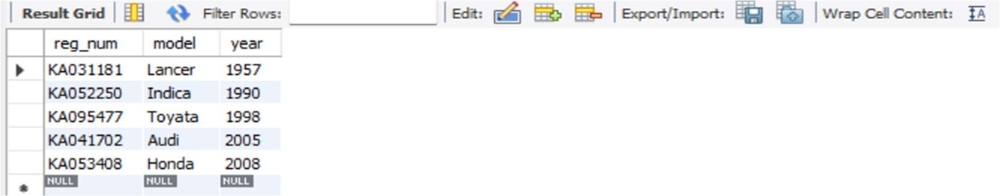 Result Grid Filter Rows: Edit: Export/Import: Wrap Cell Content: A
reg_num model year
KA031181 Lancer 1957
KA052250 Indica 1990
KA095477 Toyata 1998
KA041702 Audi 2005
KA053408 Honda 2008
NULL NULL NULL